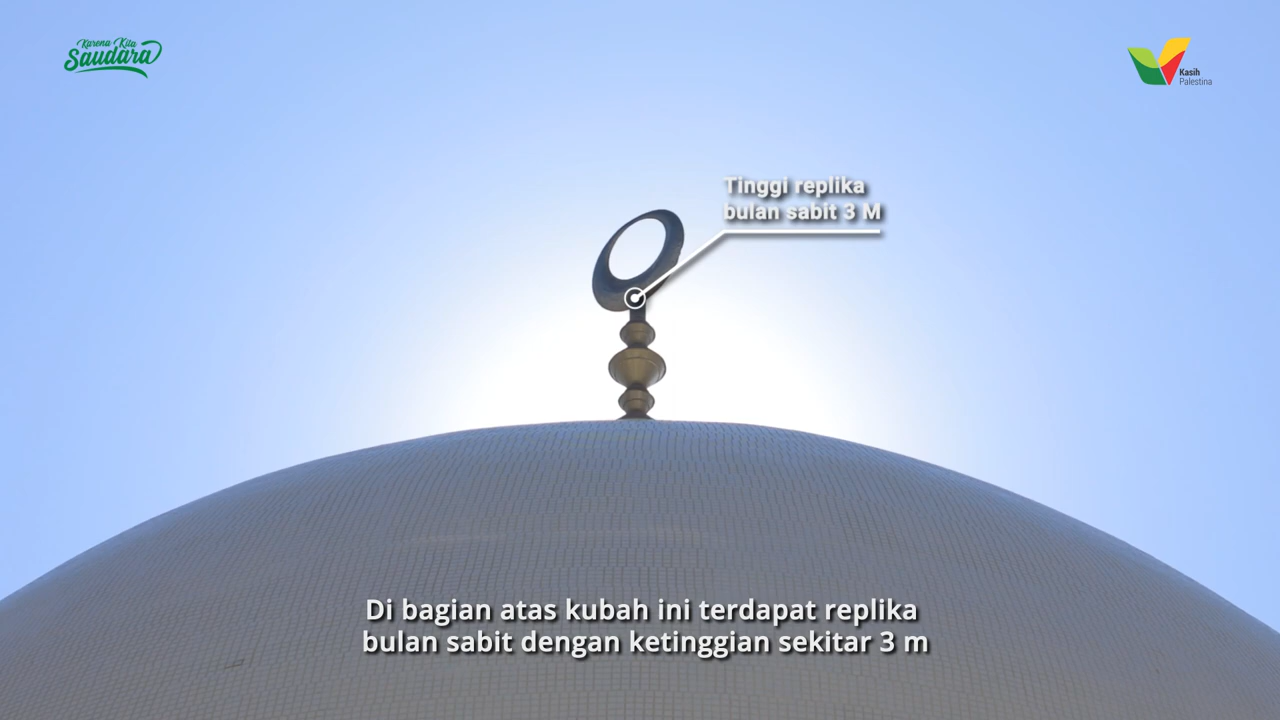 Karena Kita
Saudara
Kasih
Palestina
Tinggi replika
bulan sabit 3 M
Di bagian atas kubah ini terdapat replika
bulan sabit dengan ketinggian sekitar 3 m